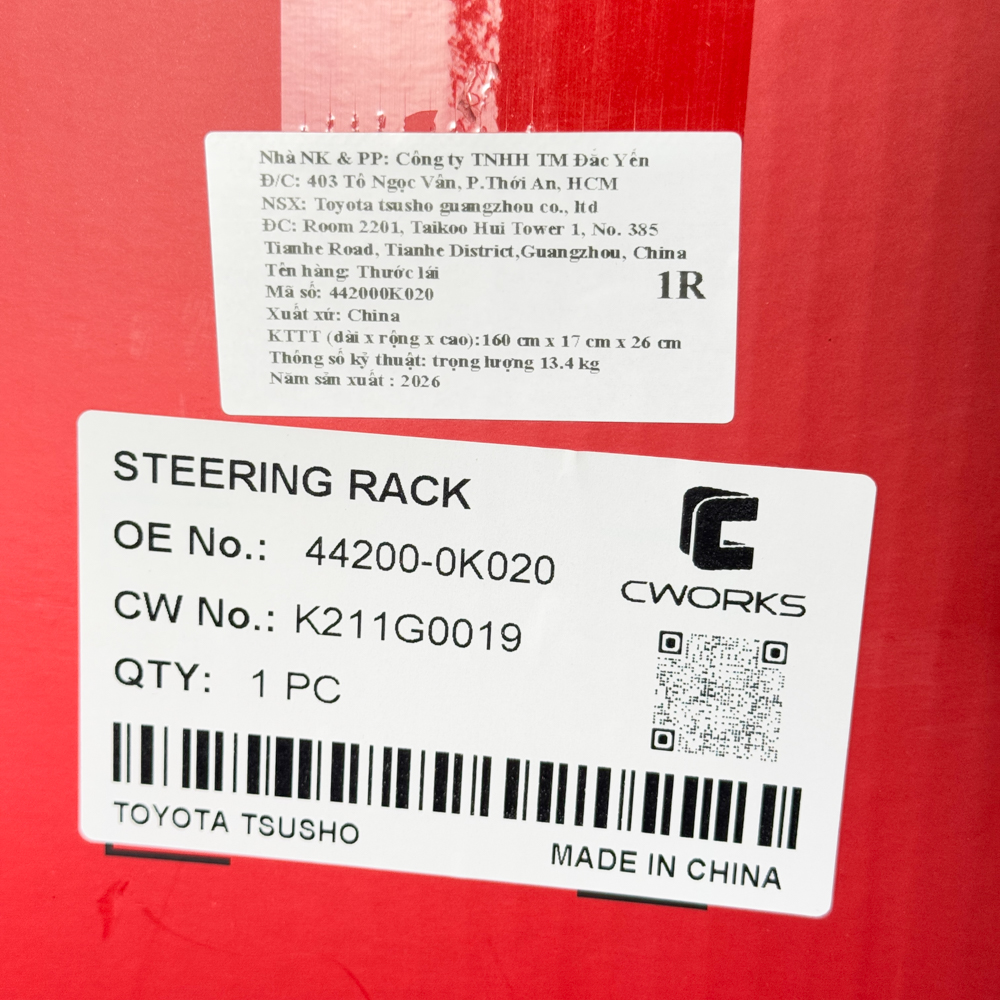 Nhà NK & PP: Công ty TNHH TM Đắc Yến
Đ/C: 403 Tô Ngọc Vân, P.Thới An, HCM
NSX: Toyota tsusho guangzhou co., ltd
ĐC: Room 2201, Taikoo Hui Tower 1, No. 385
Tianhe Road, Tianhe District,Guangzhou, China
Tên hàng: Thước lái
1R
Mã số: 442000K020
Xuất xứ: China
KTTT (dài x rộng x cao):160 cm x 17 cm x 26 cm
Thông số kỹ thuật: trọng lượng 13.4 kg
Năm sản xuất : 2026
STEERING RACK
OE No.: 44200-0K020
CWORKS
CW No.: K211G0019
QTY: 1 PC
TOYOTA TSUSHO
MADE IN CHINA